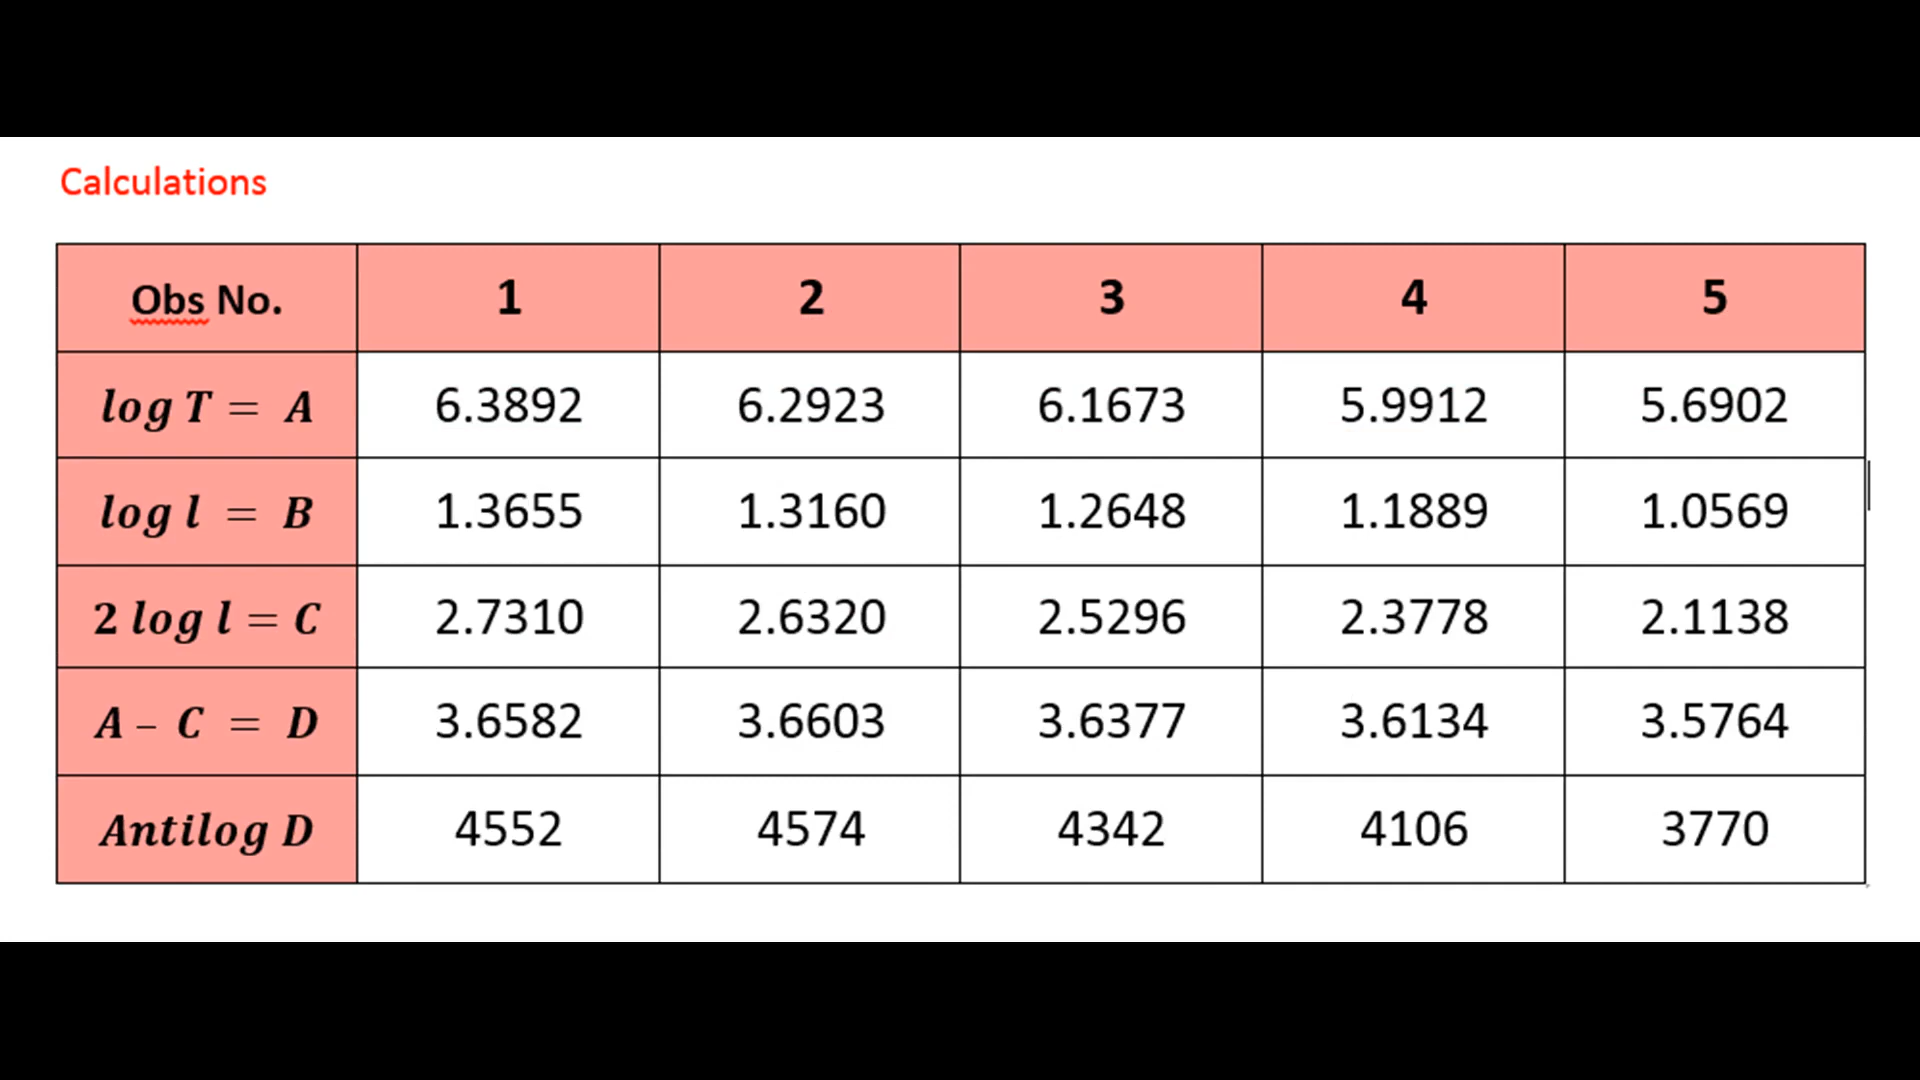 Calculations
Obs No. 1 2 3 4 5
log T = A 6.3892 6.2923 6.1673 5.9912 5.6902
log l = B 1.3655 1.3160 1.2648 1.1889 1.0569
2 log l = C 2.7310 2.6320 2.5296 2.3778 2.1138
A – C = D 3.6582 3.6603 3.6377 3.6134 3.5764
Antilog D 4552 4574 4342 4106 3770